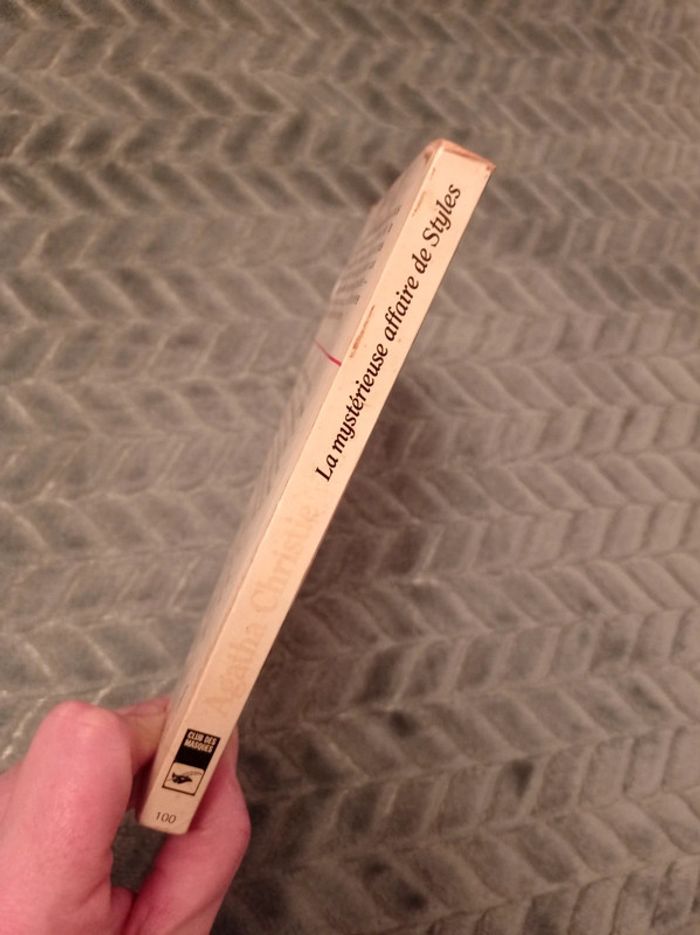 La mystérieuse affaire de Styles
Agatha Christie
CLUB DES
MASQUES
100